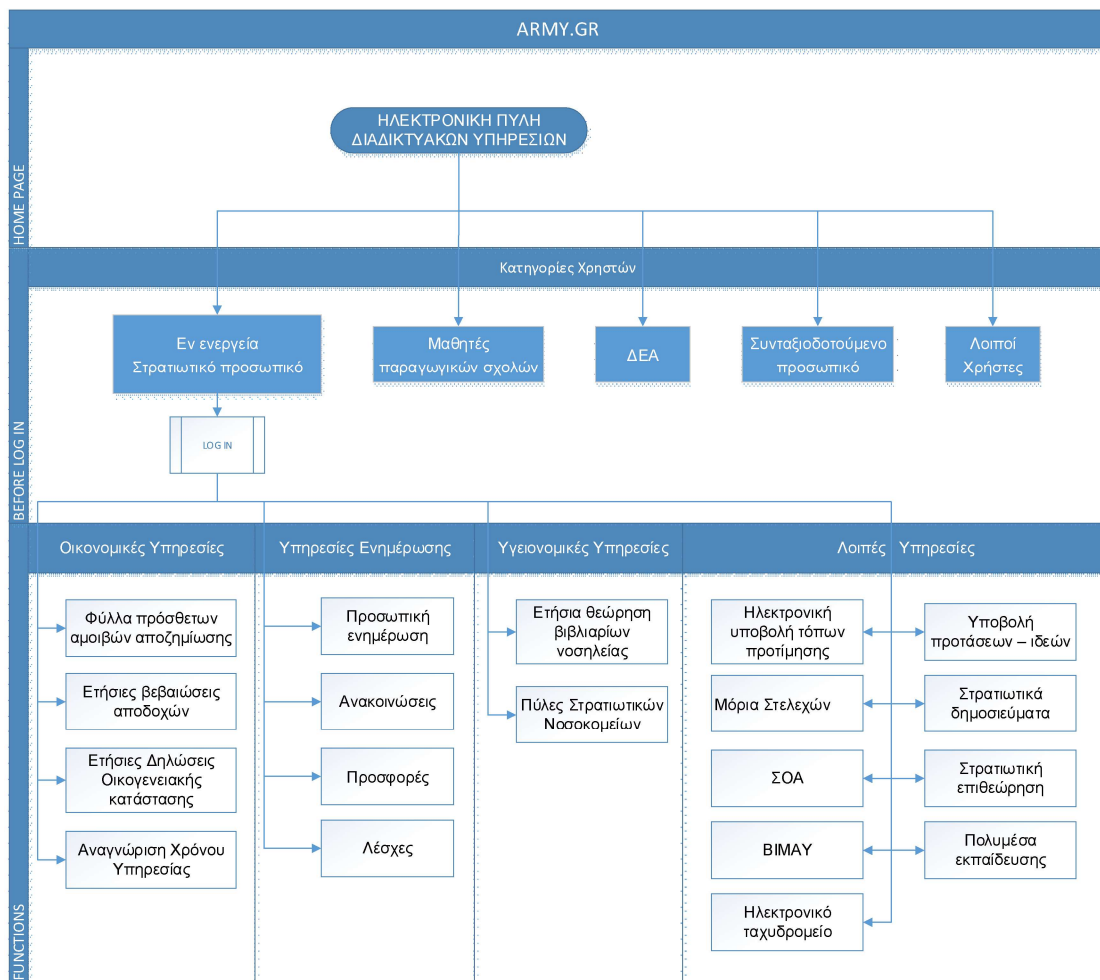 ARMY.GR
HOME PAGE
ΗΛΕΚΤΡΟΝΙΚΗ ΠΥΛΗ
ΔΙΑΔΙΚΤΥΑΚΩΝ ΥΠΗΡΕΣΙΩΝ
BEFORE LOG IN
Κατηγορίες Χρηστών
Εν ενεργεία
Στρατιωτικό προσωπικό
Μαθητές
παραγωγικών σχολών
ΔΕΑ
Συνταξιοδοτούμενο
προσωπικό
Λοιποί
Χρήστες
LOG IN
FUNCTIONS
Οικονομικές Υπηρεσίες
Υπηρεσίες Ενημέρωσης
Υγειονομικές Υπηρεσίες
Λοιπές Υπηρεσίες
Φύλλα πρόσθετων
αμοιβών αποζημίωσης
Ετήσιες βεβαιώσεις
αποδοχών
Ετήσιες Δηλώσεις
Οικογενειακής
κατάστασης
Αναγνώριση Χρόνου
Υπηρεσίας
Προσωπική
ενημέρωση
Ανακοινώσεις
Προσφορές
Λέσχες
Ετήσια θεώρηση
βιβλιαρίων
νοσηλείας
Πύλες Στρατιωτικών
Νοσοκομείων
Ηλεκτρονική
υποβολή τόπων
προτίμησης
Μόρια Στελεχών
ΣΟΑ
ΒΙΜΑΥ
Ηλεκτρονικό
ταχυδρομείο
Υποβολή
προτάσεων – ιδεών
Στρατιωτικά
δημοσιεύματα
Στρατιωτική
επιθεώρηση
Πολυμέσα
εκπαίδευσης